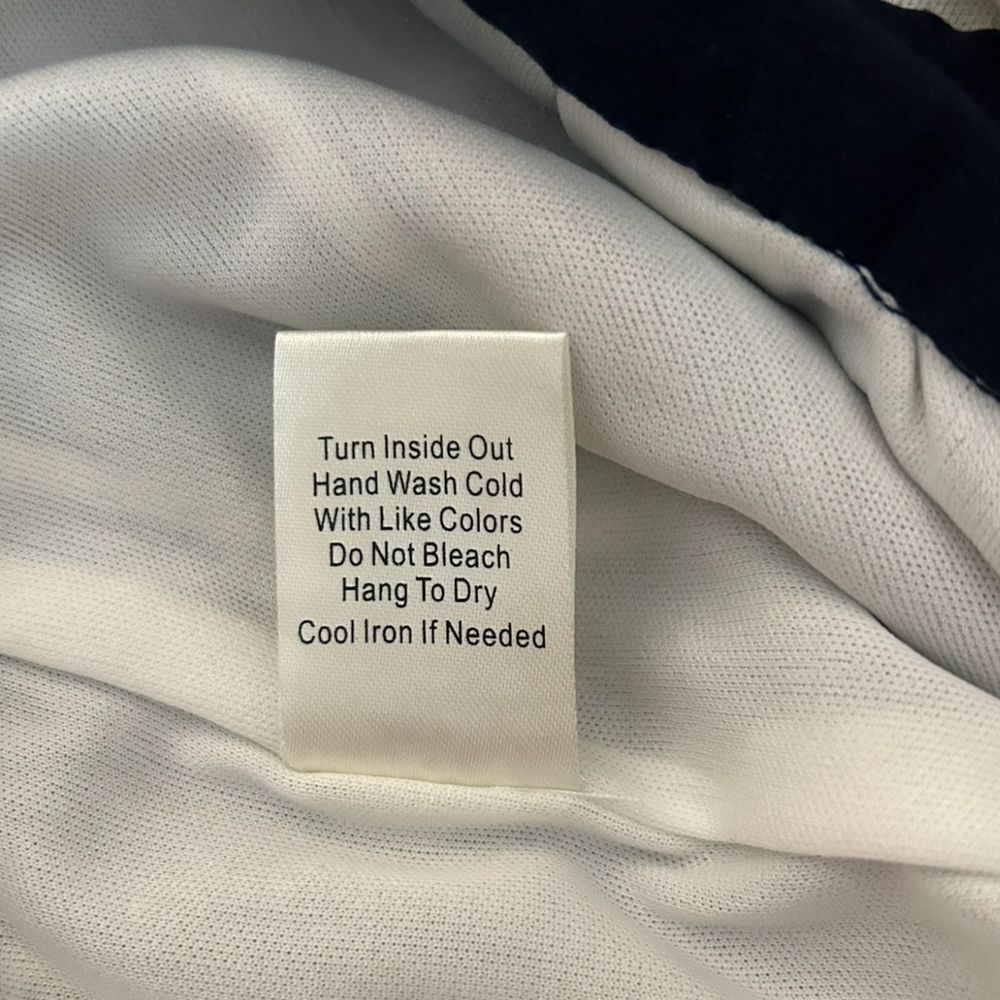 Turn Inside Out
Hand Wash Cold
With Like Colors
Do Not Bleach
Hang To Dry
Cool Iron If Needed